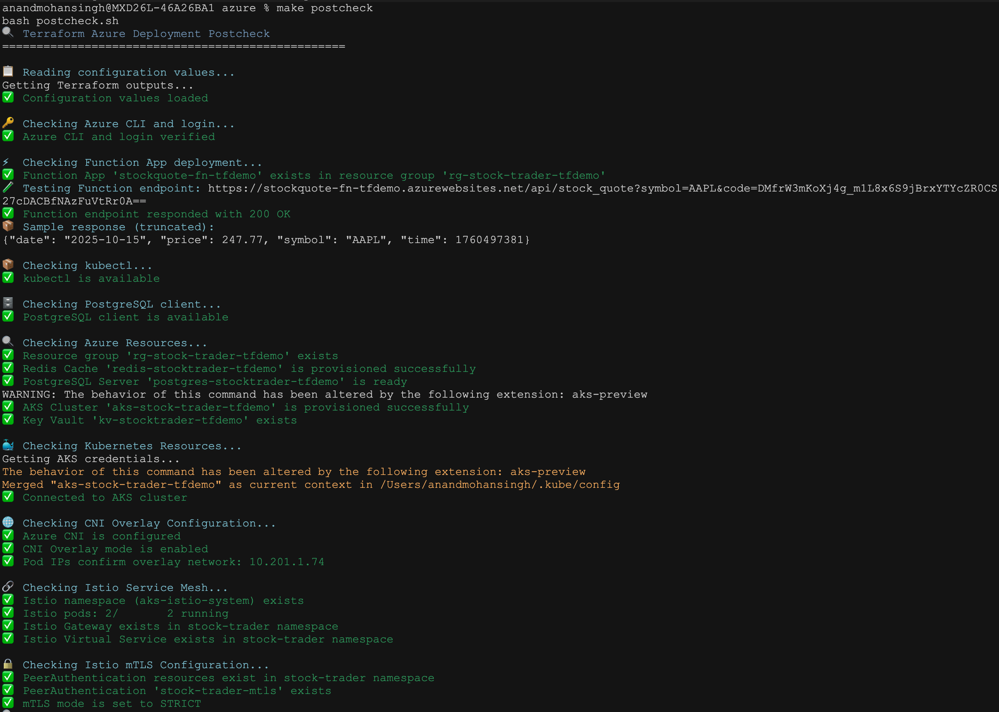 anandmohansingh@MXD26L-46A26BA1 azure % make postcheck
bash postcheck.sh
🔍 Terraform Azure Deployment Postcheck
==================================================
📋 Reading configuration values...
Getting Terraform outputs...
✅ Configuration values loaded
🔑 Checking Azure CLI and login...
✅ Azure CLI and login verified
⚡ Checking Function App deployment...
✅ Function App 'stockquote-fn-tfdemo' exists in resource group 'rg-stock-trader-tfdemo'
🧪 Testing Function endpoint: https://stockquote-fn-tfdemo.azurewebsites.net/api/stock_quote?symbol=AAPL&code=DMfrW3mKoXj4g_m1L8x6S9jBrxYTYcZR0CS
27cDACBfNAzFuVtRr0A==
✅ Function endpoint responded with 200 OK
📦 Sample response (truncated):
{"date": "2025-10-15", "price": 247.77, "symbol": "AAPL", "time": 1760497381}
📦 Checking kubectl...
✅ kubectl is available
🗄️ Checking PostgreSQL client...
✅ PostgreSQL client is available
🔍 Checking Azure Resources...
✅ Resource group 'rg-stock-trader-tfdemo' exists
✅ Redis Cache 'redis-stocktrader-tfdemo' is provisioned successfully
✅ PostgreSQL Server 'postgres-stocktrader-tfdemo' is ready
WARNING: The behavior of this command has been altered by the following extension: aks-preview
✅ AKS Cluster 'aks-stock-trader-tfdemo' is provisioned successfully
✅ Key Vault 'kv-stocktrader-tfdemo' exists
🐳 Checking Kubernetes Resources...
Getting AKS credentials...
The behavior of this command has been altered by the following extension: aks-preview
Merged "aks-stock-trader-tfdemo" as current context in /Users/anandmohansingh/.kube/config
✅ Connected to AKS cluster
🌐 Checking CNI Overlay Configuration...
✅ Azure CNI is configured
✅ CNI Overlay mode is enabled
✅ Pod IPs confirm overlay network: 10.201.1.74
🔗 Checking Istio Service Mesh...
✅ Istio namespace (aks-istio-system) exists
✅ Istio pods: 2/       2 running
✅ Istio Gateway exists in stock-trader namespace
✅ Istio Virtual Service exists in stock-trader namespace
🔒 Checking Istio mTLS Configuration...
✅ PeerAuthentication resources exist in stock-trader namespace
✅ PeerAuthentication 'stock-trader-mtls' exists
✅ mTLS mode is set to STRICT